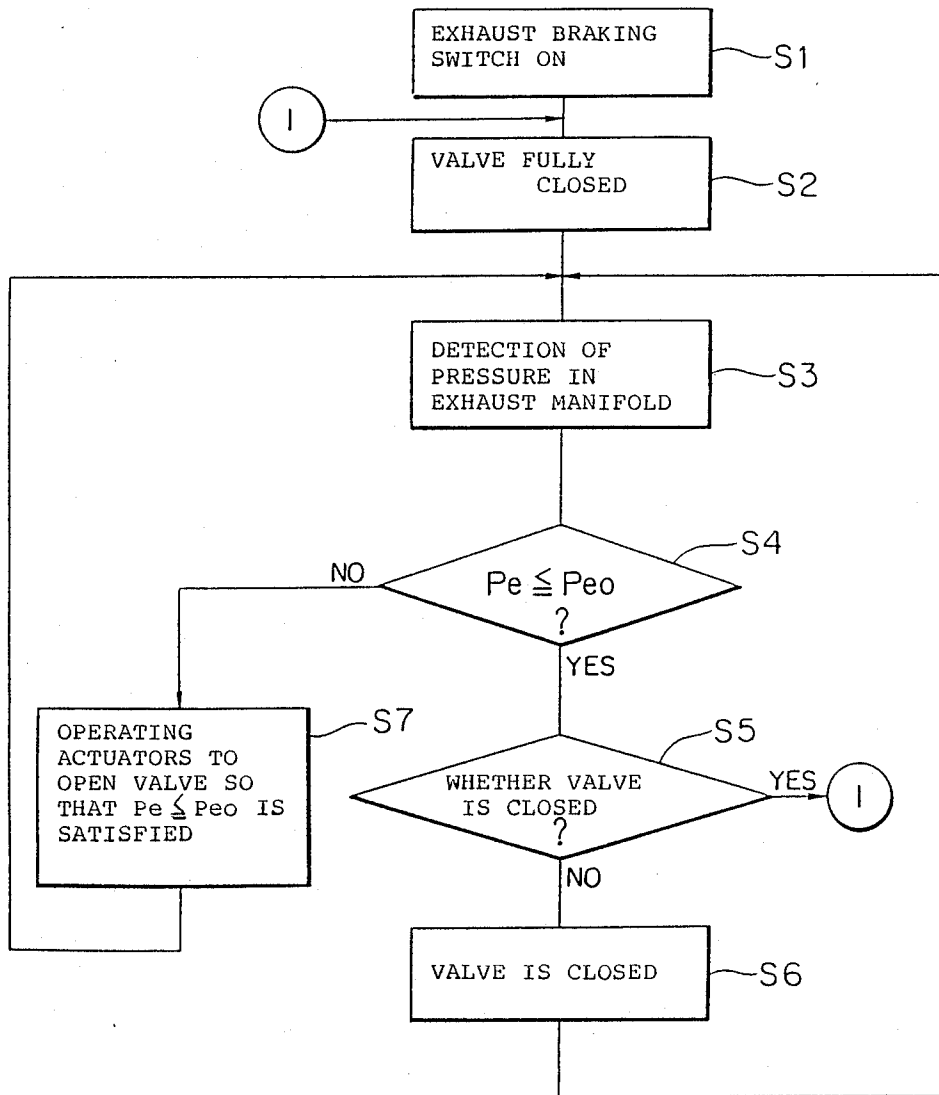 EXHAUST BRAKING
SWITCH ON
S1
I
VALVE FULLY
CLOSED
S2
DETECTION OF
PRESSURE IN
EXHAUST MANIFOLD
S3
S4
NO
Pe ≦ Peo
?
YES
OPERATING
ACTUATORS TO
OPEN VALVE SO
THAT Pe ≦ Peo IS
SATISFIED
S7
S5
WHETHER VALVE
IS CLOSED
?
YES
I
NO
VALVE IS CLOSED
S6